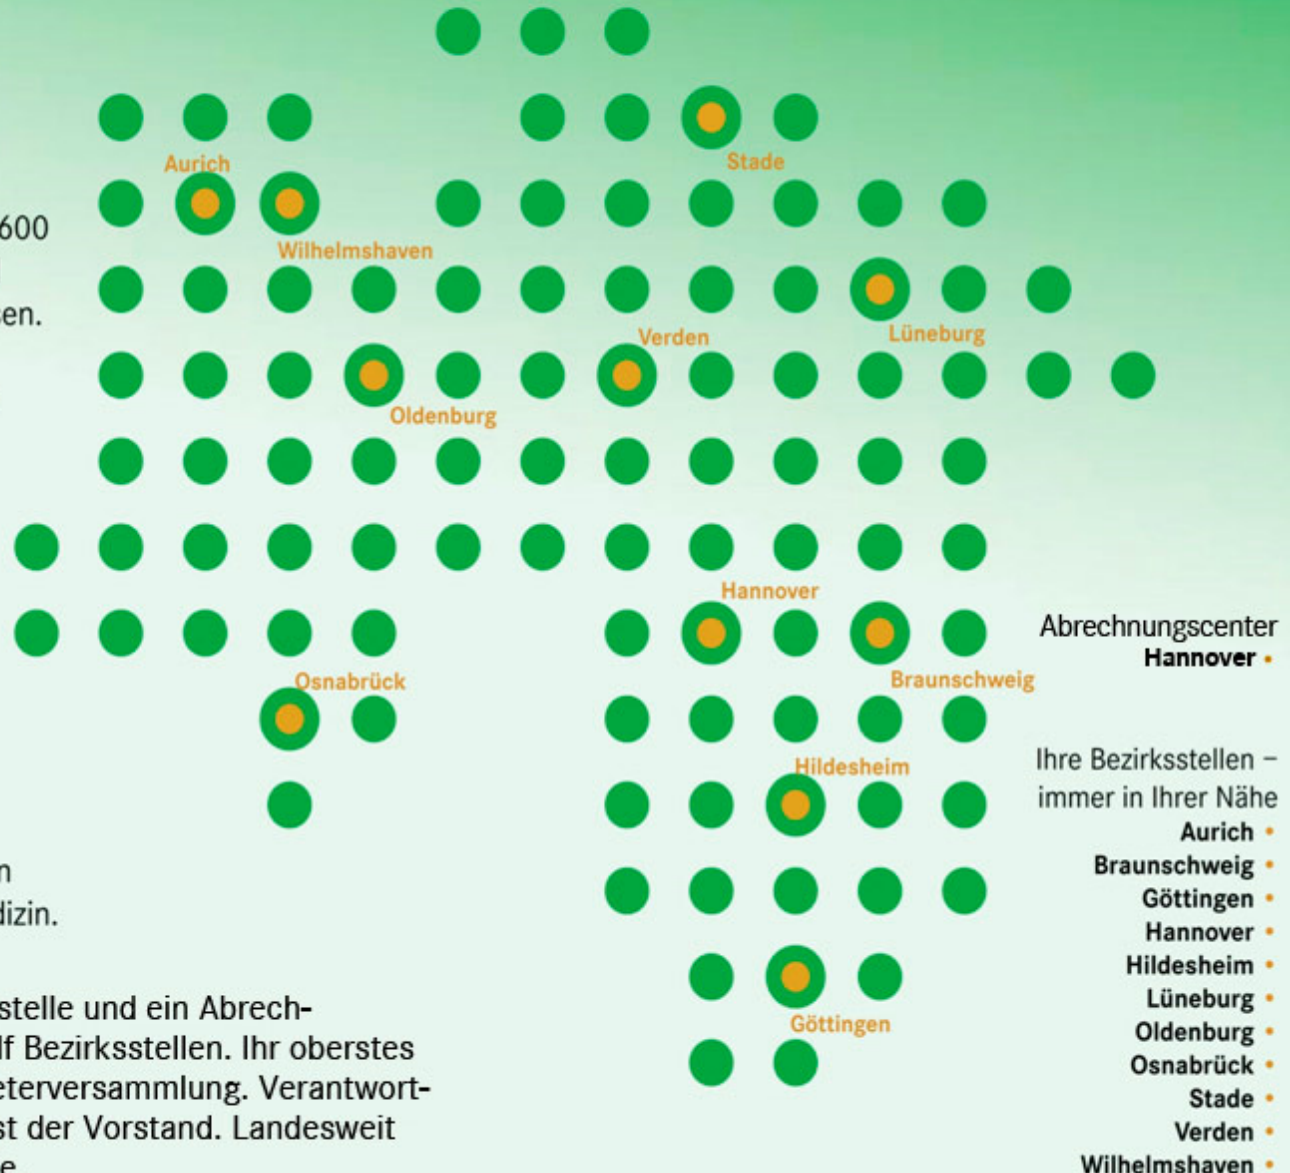 Aurich
Stade
600
Wilhelmshaven
sen.
Verden
Lüneburg
Oldenburg
Hannover
Abrechnungscenter
Hannover •
Osnabrück
Braunschweig
Ihre Bezirksstellen –
immer in Ihrer Nähe
Hildesheim
Aurich •
Braunschweig •
Göttingen •
Hannover •
Hildesheim •
Lüneburg •
Oldenburg •
Osnabrück •
Stade •
Verden •
Wilhelmshaven •
n
dizin.
stelle und ein Abrech-
lf Bezirksstellen. Ihr oberstes
eterversammlung. Verantwort-
st der Vorstand. Landesweit
e
Göttingen